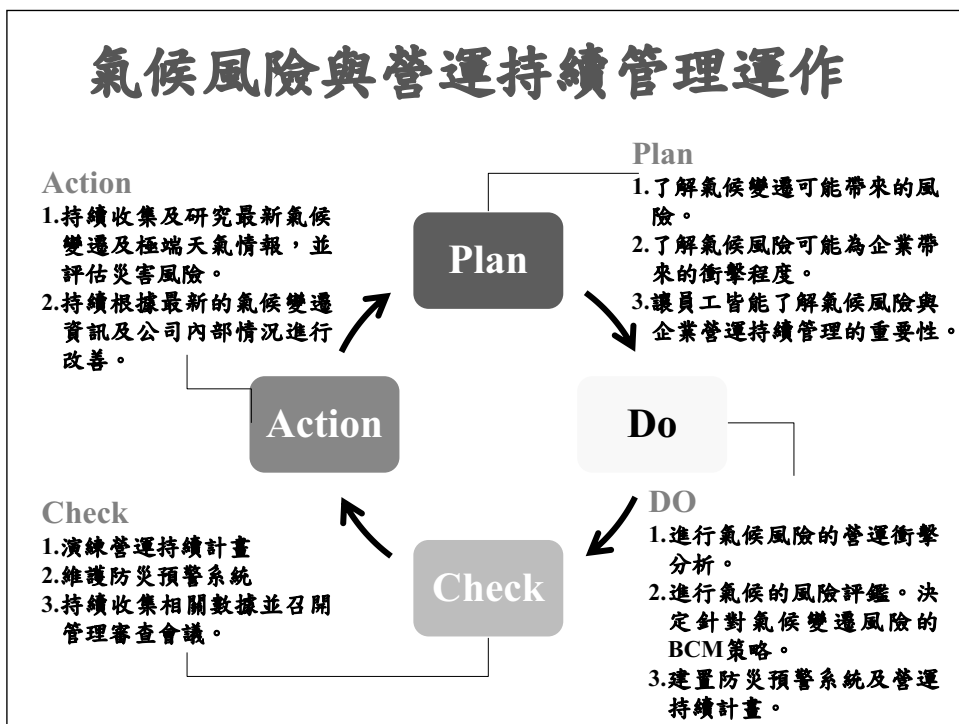 氣候風險與營運持續管理運作
Plan
1.了解氣候變遷可能帶來的風
險。
2.了解氣候風險可能為企業帶
來的衝擊程度。
3.讓員工皆能了解氣候風險與
企業營運持續管理的重要性。
Action
1.持續收集及研究最新氣候
變遷及極端天氣情報，並
評估災害風險。
2.持續根據最新的氣候變遷
資訊及公司內部情況進行
改善。
Plan
Action
Do
Check
Check
1.演練營運持續計畫
2.維護防災預警系統
3.持續收集相關數據並召開
管理審查會議。
DO
1.進行氣候風險的營運衝擊
分析。
2.進行氣候的風險評鑑。決
定針對氣候變遷風險的
BCM策略。
3.建置防災預警系統及營運
持續計畫。